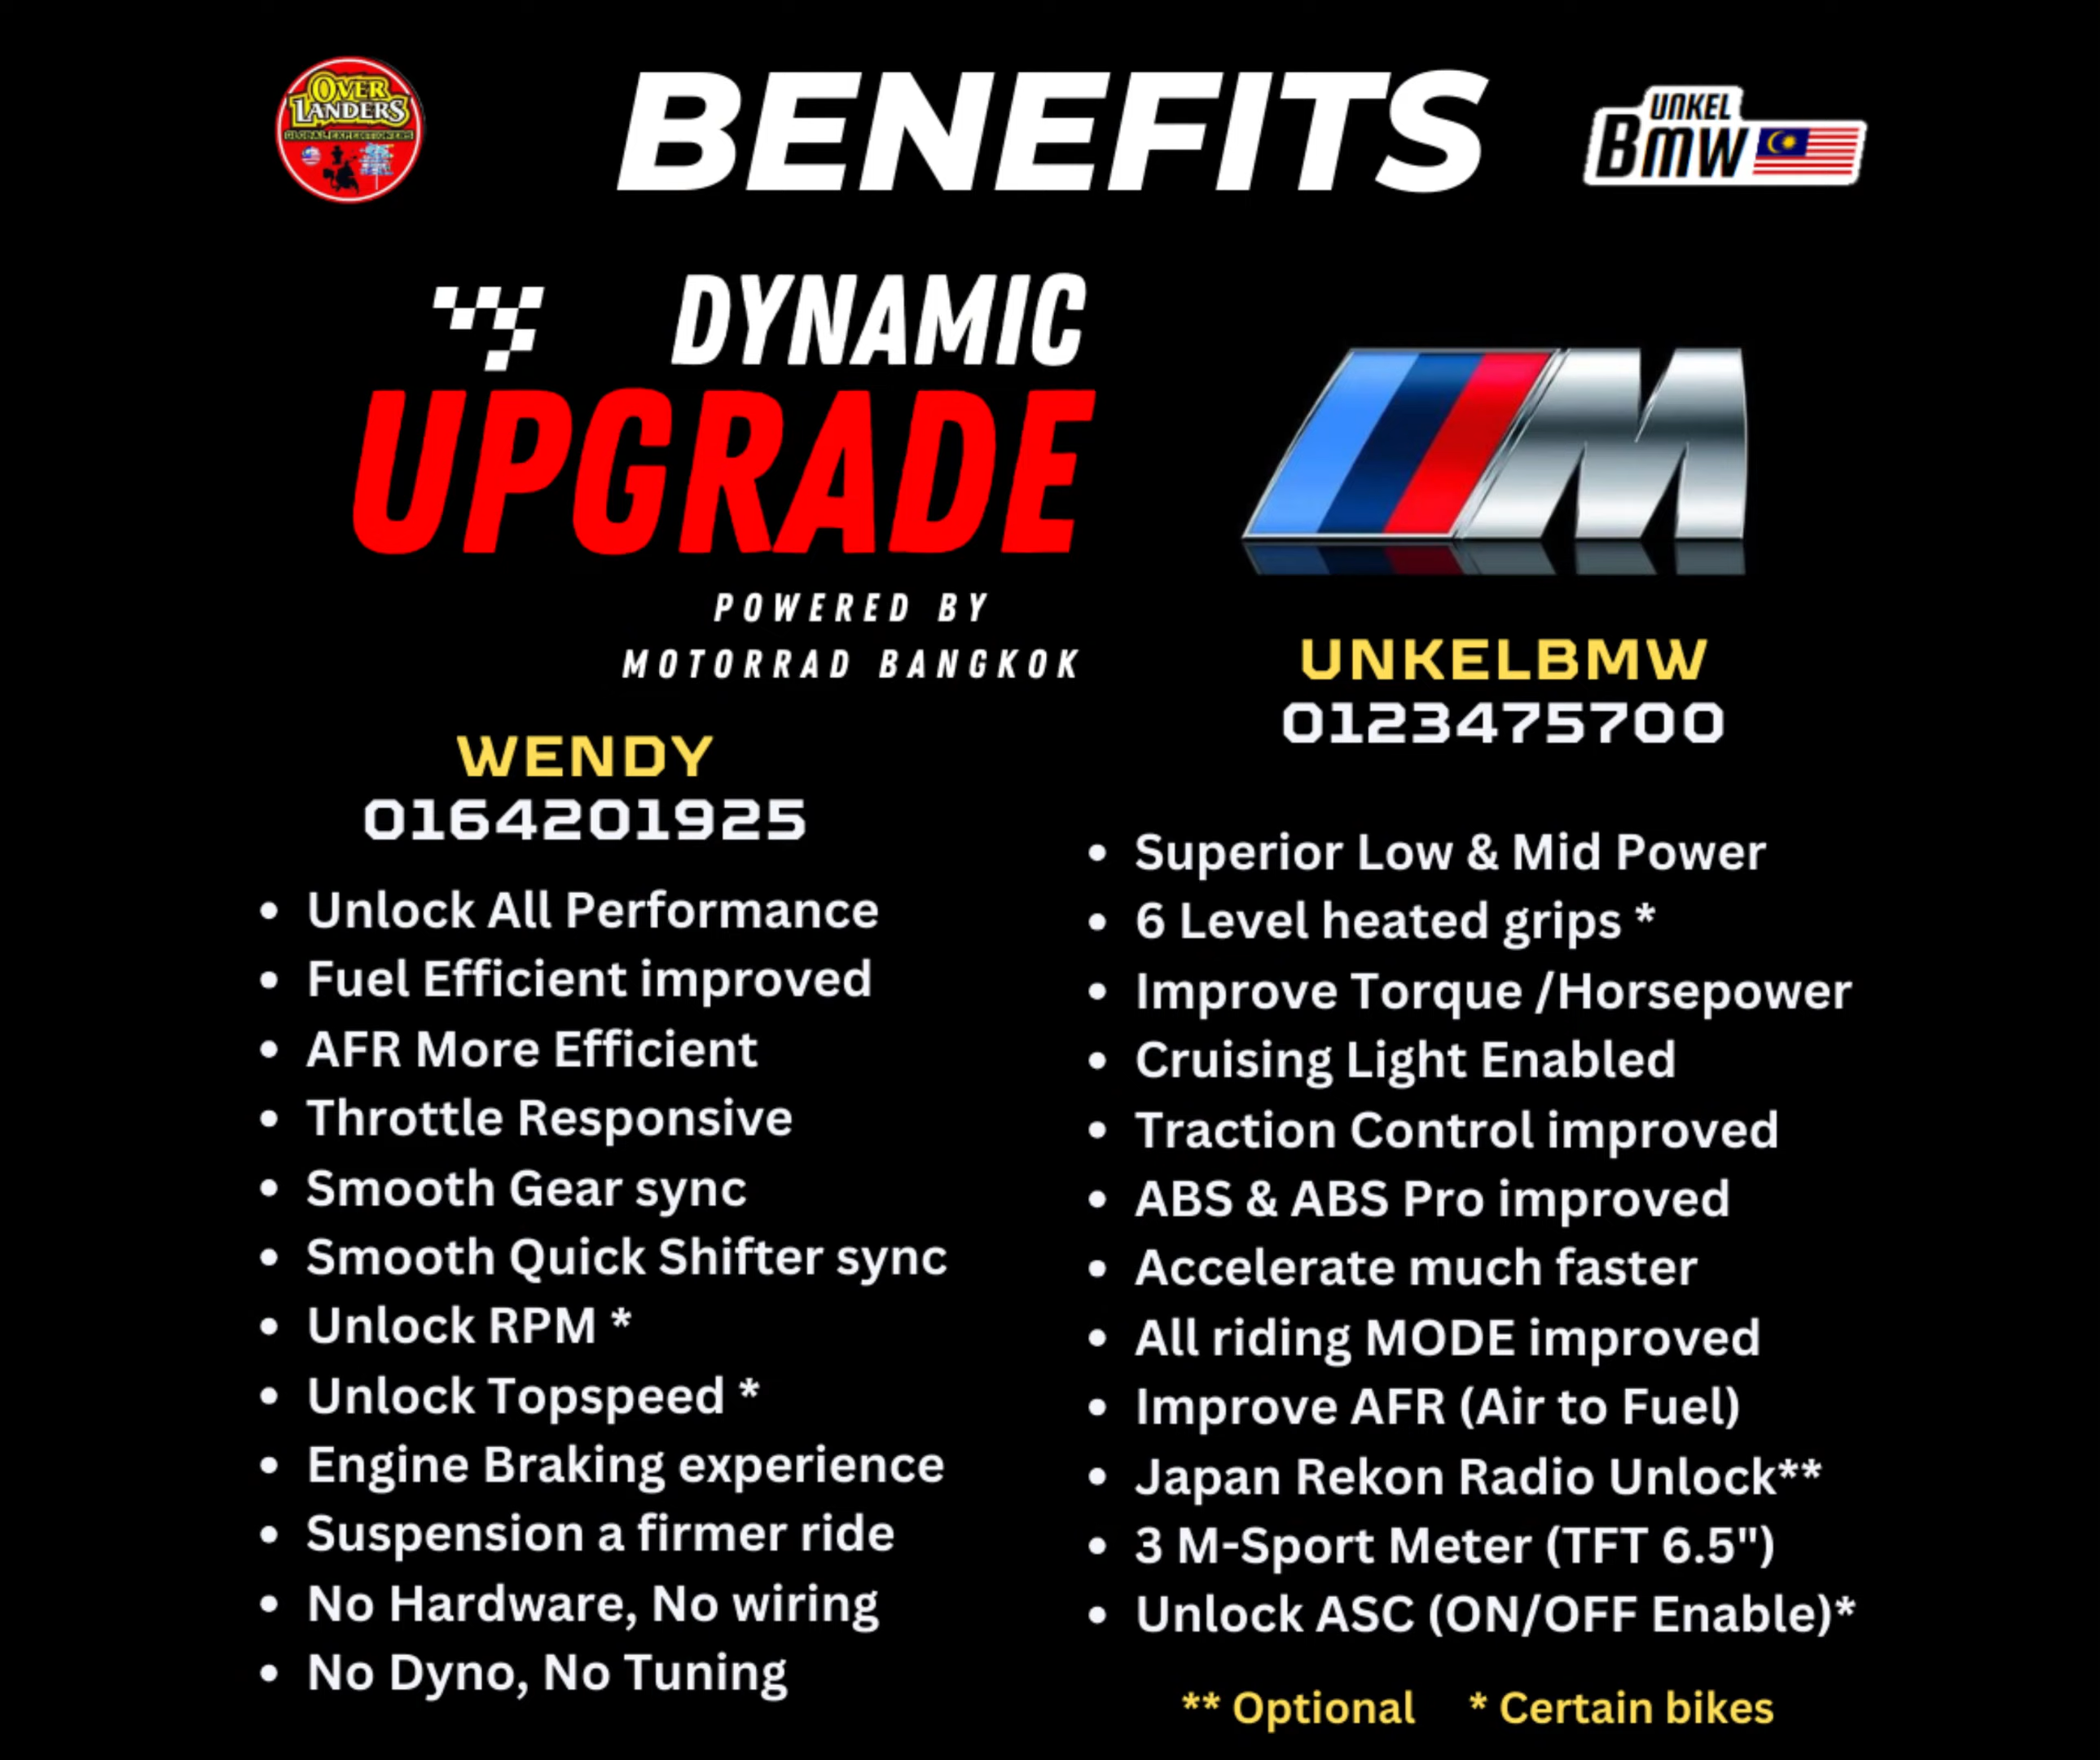 OVER
LANDERS
GLOBAL EXPEDITIONERS
BENEFITS
UNKEL
BMW
DYNAMIC
UPGRADE
POWERED BY
MOTORRAD BANGKOK
M
UNKELBMW
0123475700
WENDY
0164201925
• Unlock All Performance
• Fuel Efficient improved
• AFR More Efficient
• Throttle Responsive
• Smooth Gear sync
• Smooth Quick Shifter sync
• Unlock RPM *
• Unlock Topspeed *
• Engine Braking experience
• Suspension a firmer ride
• No Hardware, No wiring
• No Dyno, No Tuning
• Superior Low & Mid Power
• 6 Level heated grips *
• Improve Torque /Horsepower
• Cruising Light Enabled
• Traction Control improved
• ABS & ABS Pro improved
• Accelerate much faster
• All riding MODE improved
• Improve AFR (Air to Fuel)
• Japan Rekon Radio Unlock**
• 3 M-Sport Meter (TFT 6.5")
• Unlock ASC (ON/OFF Enable)*
** Optional * Certain bikes